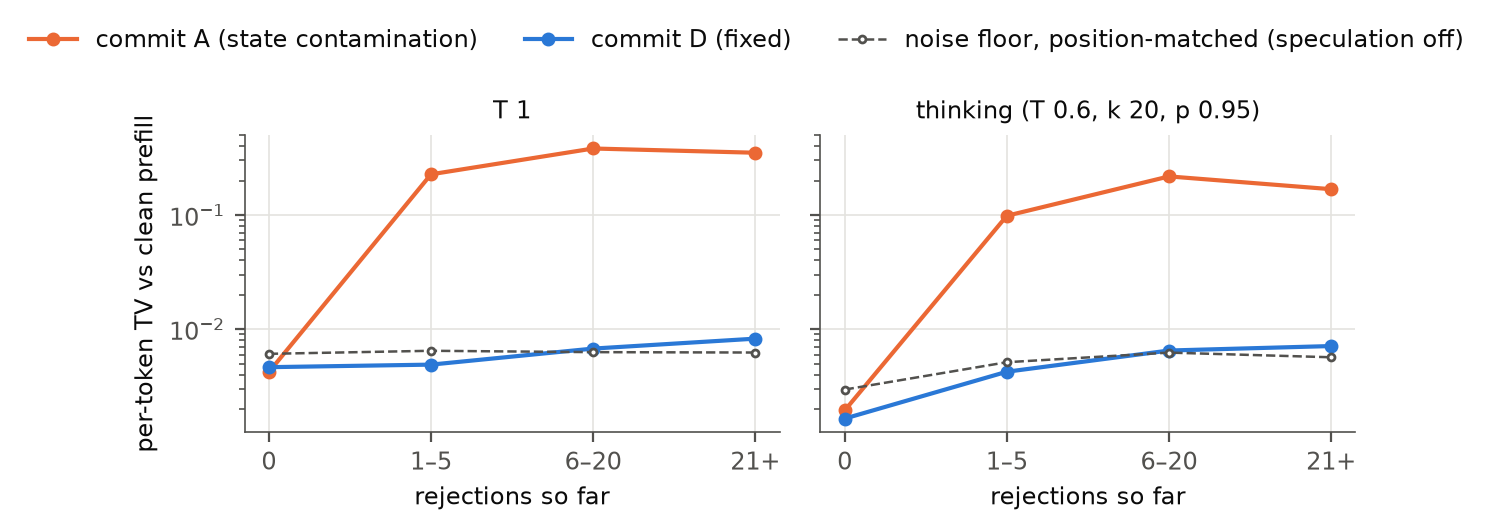 commit A (state contamination) commit D (fixed) noise floor, position-matched (speculation off)
T 1 thinking (T 0.6, k 20, p 0.95)
per-token TV vs clean prefill
10⁻¹
10⁻²
0 1–5 6–20 21+ 0 1–5 6–20 21+
rejections so far rejections so far